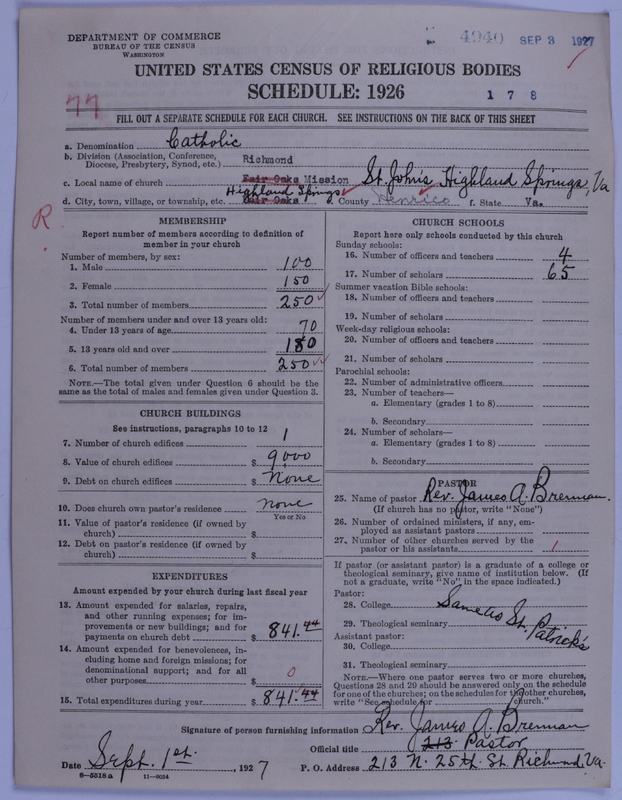 DEPARTMENT OF COMMERCE
BUREAU OF THE CENSUS
WASHINGTON
4940 SEP 3 1927
UNITED STATES CENSUS OF RELIGIOUS BODIES
SCHEDULE: 1926
77
1 7 8
FILL OUT A SEPARATE SCHEDULE FOR EACH CHURCH. SEE INSTRUCTIONS ON THE BACK OF THIS SHEET
a. Denomination Catholic
b. Division (Association, Conference, Diocese, Presbytery, Synod, etc.) Richmond
c. Local name of church Fair Oaks Mission St. John's Highland Springs, Va
d. City, town, village, or township, etc. Fair Oaks Highland Springs e. County Henrico f. State Va.
R
MEMBERSHIP
Report number of members according to definition of
member in your church
Number of members, by sex:
1. Male 100
2. Female 150
3. Total number of members 250
Number of members under and over 13 years old:
4. Under 13 years of age 70
5. 13 years old and over 180
6. Total number of members 250
NOTE.—The total given under Question 6 should be the
same as the total of males and females given under Question 3.
CHURCH BUILDINGS
See instructions, paragraphs 10 to 12
7. Number of church edifices 1
8. Value of church edifices $ 9000
9. Debt on church edifices $ None
10. Does church own pastor's residence? none
Yes or No
11. Value of pastor's residence (if owned by
church) $
12. Debt on pastor's residence (if owned by
church) $
EXPENDITURES
Amount expended by your church during last fiscal year
13. Amount expended for salaries, repairs,
and other running expenses; for im-
provements or new buildings; and for
payments on church debt $ 841.44
14. Amount expended for benevolences, in-
cluding home and foreign missions; for
denominational support; and for all
other purposes $ 0
15. Total expenditures during year $ 841.44
CHURCH SCHOOLS
Report here only schools conducted by this church
Sunday schools:
16. Number of officers and teachers 4
17. Number of scholars 65
Summer vacation Bible schools:
18. Number of officers and teachers
19. Number of scholars
Week-day religious schools:
20. Number of officers and teachers
21. Number of scholars
Parochial schools:
22. Number of administrative officers
23. Number of teachers—
a. Elementary (grades 1 to 8)
b. Secondary
24. Number of scholars—
a. Elementary (grades 1 to 8)
b. Secondary
PASTOR
25. Name of pastor Rev. James A. Brennan.
(If church has no pastor, write "None")
26. Number of ordained ministers, if any, em-
ployed as assistant pastors
27. Number of other churches served by the
pastor or his assistants 1
If pastor (or assistant pastor) is a graduate of a college or
theological seminary, give name of institution below. (If
not a graduate, write "No" in the space indicated.)
Pastor:
28. College Same as St. Patrick's
29. Theological seminary
Assistant pastor:
30. College
31. Theological seminary
NOTE.—Where one pastor serves two or more churches,
Questions 28 and 29 should be answered only on the schedule
for one of the churches; on the schedules for the other churches,
write "See schedule for church."
Signature of person furnishing information Rev. James A. Brennan
Official title 213 Pastor
Date Sept. 1st., 1927 P. O. Address 213 N. 25th. St. Richmond, Va.
8—5518a 11—9034